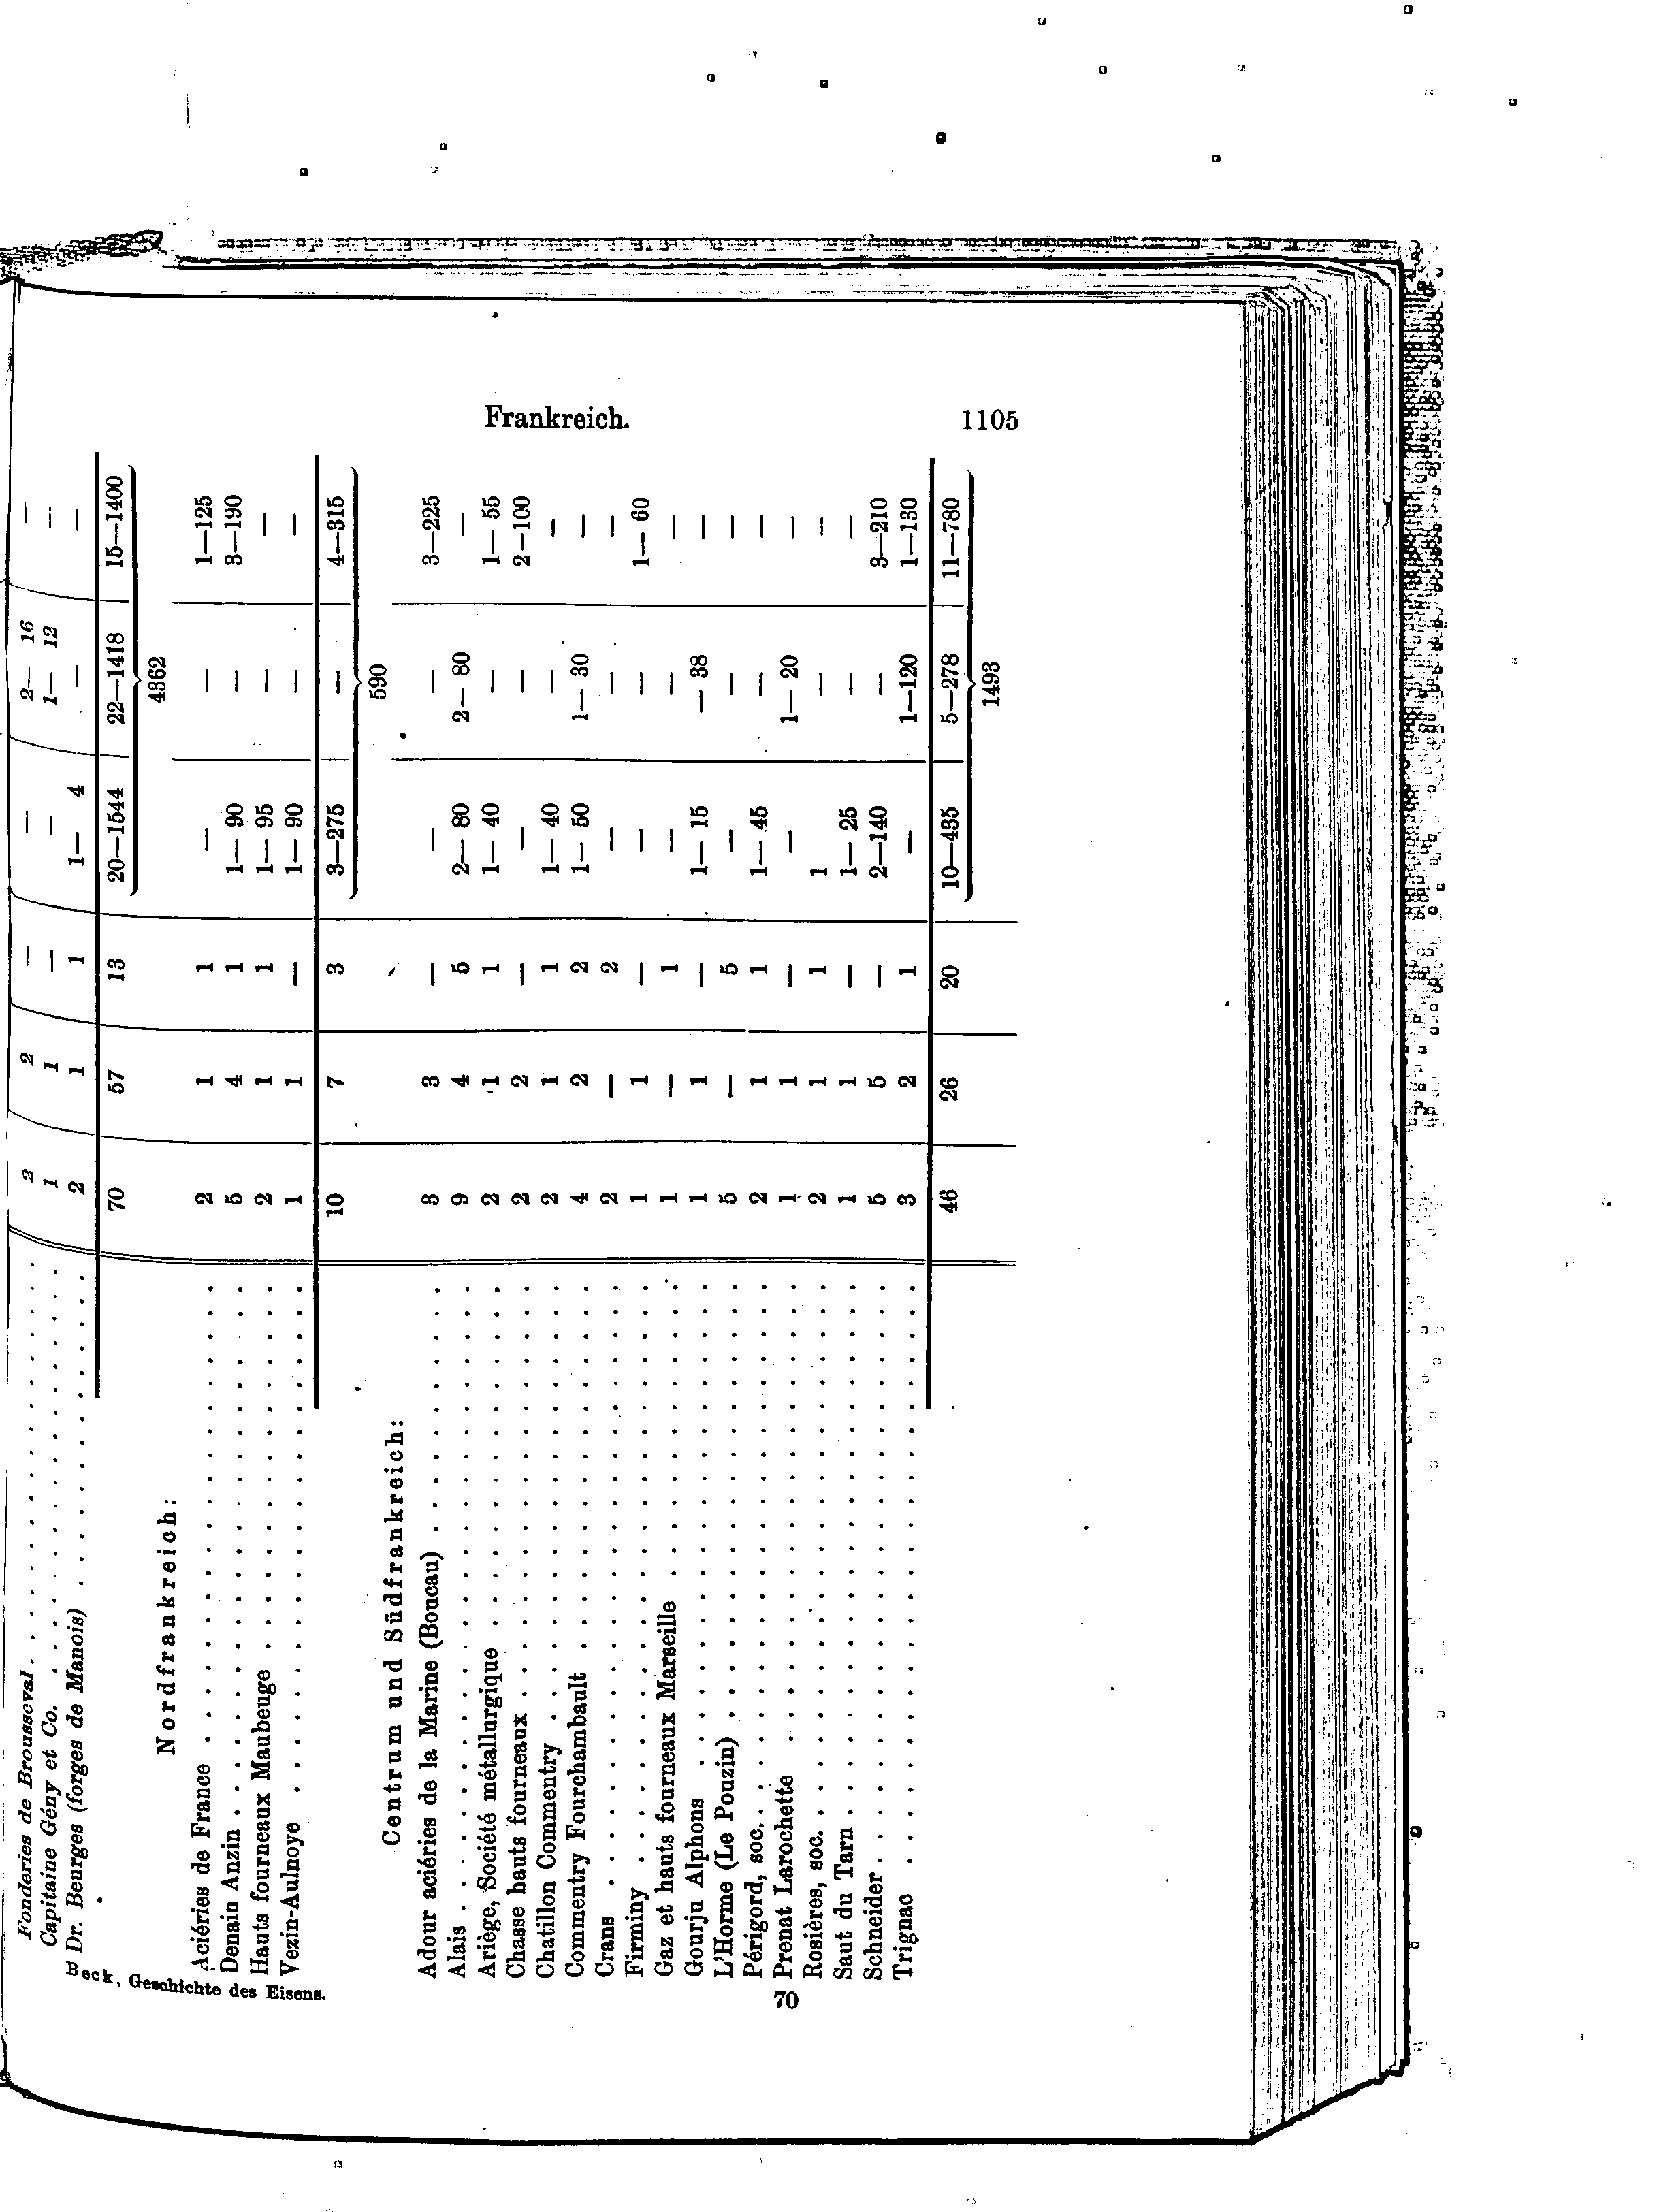 Frankreich. 1105
Fonderies de Brousseval 2 2 — — 2— 16 —
Capitaine Gény et Co. 1 1 — — 1— 12 —
Dr. Beurges (forges de Manois) 2 1 1 1— 4 — —
70 57 13 20—1544 22—1418 15—1400
4362
Nordfrankreich:
Aciéries de France 2 1 1 — — 1—125
Denain Anzin 5 4 1 1— 90 — 3—190
Hauts fourneaux Maubeuge 2 1 1 1— 95 — —
Vezin-Aulnoye 1 1 — 1— 90 — —
10 7 3 3—275 — 4—315
590
Centrum und Südfrankreich:
Adour aciéries de la Marine (Boucau) 3 3 — — — 3—225
Alais 9 4 5 2— 80 2— 80 —
Ariège, Société métallurgique 2 1 1 1— 40 — 1— 55
Chasse hauts fourneaux 2 2 — — — 2—100
Chatillon Commentry 2 1 1 1— 40 — —
Commentry Fourchambault 4 2 2 1— 50 1— 30 —
Crans 2 — 2 — — —
Firminy 1 1 — — — 1— 60
Gaz et hauts fourneaux Marseille 1 — 1 — — —
Gourju Alphons 1 1 — 1— 15 — 38 —
L'Horme (Le Pouzin) 5 — 5 — — —
Périgord, soc. 2 1 1 1— 45 — —
Prenat Larochette 1 1 — — 1— 20 —
Rosières, soc. 2 1 1 1 — —
Saut du Tarn 1 1 — 1— 25 — —
Schneider 5 5 — 2—140 — 3—210
Trignac 3 2 1 — 1—120 1—130
46 26 20 10—435 5—278 11—780
1493
Beck, Geschichte des Eisens. 70